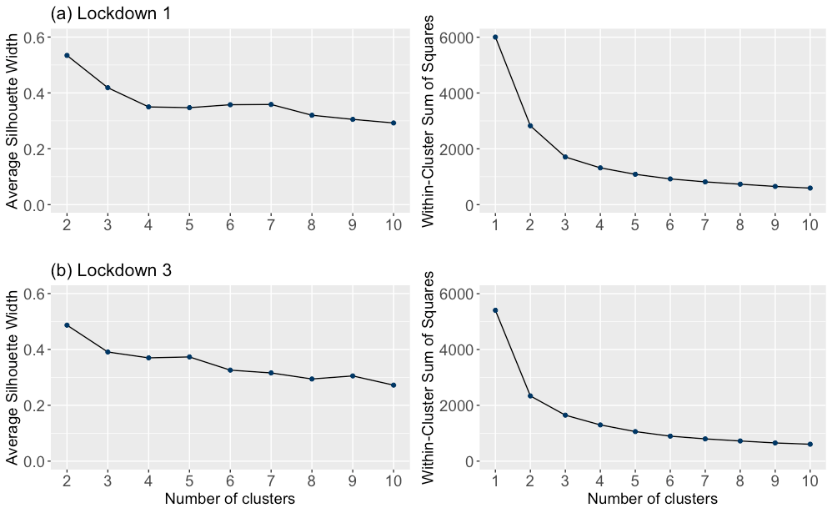 (a) Lockdown 1
Average Silhouette Width
0.6
0.4
0.2
0.0
2 3 4 5 6 7 8 9 10
Within-Cluster Sum of Squares
6000
4000
2000
0
1 2 3 4 5 6 7 8 9 10
(b) Lockdown 3
Average Silhouette Width
0.6
0.4
0.2
0.0
2 3 4 5 6 7 8 9 10
Number of clusters
Within-Cluster Sum of Squares
6000
4000
2000
0
1 2 3 4 5 6 7 8 9 10
Number of clusters